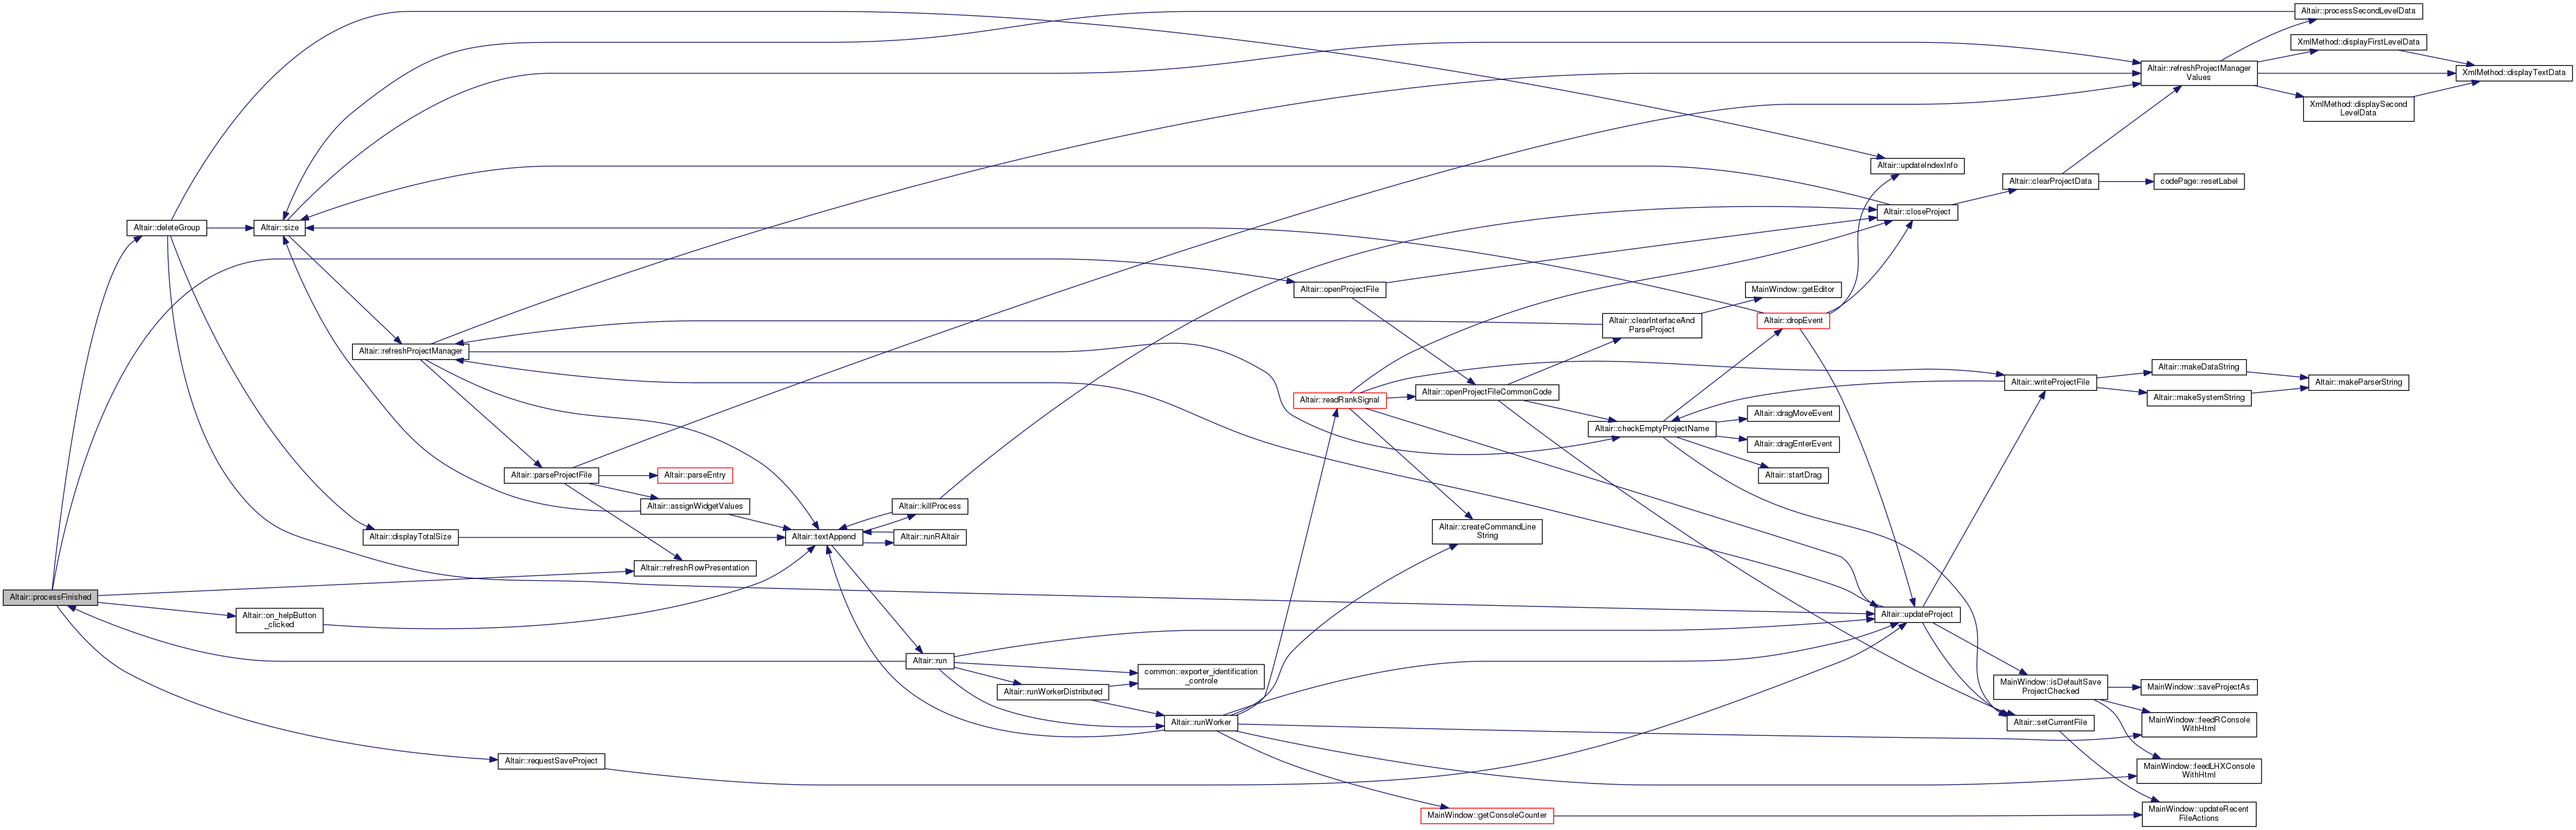 Altair::processFinished
Altair::deleteGroup
Altair::size
Altair::refreshProjectManager
Altair::parseProjectFile
Altair::parseEntry
Altair::assignWidgetValues
Altair::displayTotalSize
Altair::textAppend
Altair::refreshRowPresentation
Altair::on_helpButton
_clicked
Altair::requestSaveProject
Altair::killProcess
Altair::runRAltair
Altair::run
Altair::runWorkerDistributed
common::exporter_identification
_controle
Altair::runWorker
Altair::openProjectFile
Altair::readRankSignal
Altair::openProjectFileCommonCode
Altair::createCommandLine
String
MainWindow::getConsoleCounter
Altair::clearInterfaceAnd
ParseProject
Altair::checkEmptyProjectName
MainWindow::getEditor
Altair::dropEvent
Altair::dragMoveEvent
Altair::dragEnterEvent
Altair::startDrag
Altair::updateIndexInfo
Altair::closeProject
Altair::updateProject
Altair::clearProjectData
Altair::writeProjectFile
MainWindow::isDefaultSave
ProjectChecked
Altair::setCurrentFile
Altair::refreshProjectManager
Values
codePage::resetLabel
Altair::makeDataString
Altair::makeSystemString
Altair::makeParserString
MainWindow::saveProjectAs
MainWindow::feedRConsole
WithHtml
MainWindow::feedLHXConsole
WithHtml
MainWindow::updateRecent
FileActions
Altair::processSecondLevelData
XmlMethod::displayFirstLevelData
XmlMethod::displayTextData
XmlMethod::displaySecond
LevelData